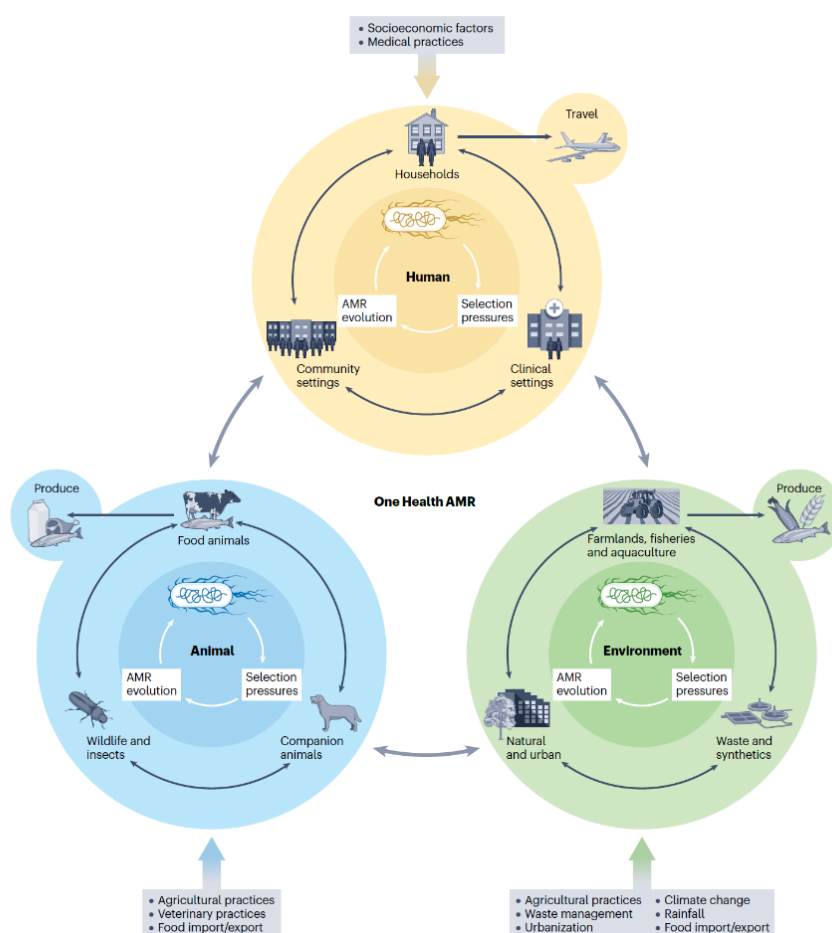 • Socioeconomic factors
• Medical practices
Travel
Households
Human
AMR
evolution
Selection
pressures
Community
settings
Clinical
settings
One Health AMR
Produce
Food animals
Animal
AMR
evolution
Selection
pressures
Wildlife and
insects
Companion
animals
Produce
Farmlands, fisheries
and aquaculture
Environment
AMR
evolution
Selection
pressures
Natural
and urban
Waste and
synthetics
• Agricultural practices
• Veterinary practices
• Food import/export
• Agricultural practices
• Waste management
• Urbanization
• Climate change
• Rainfall
• Food import/export